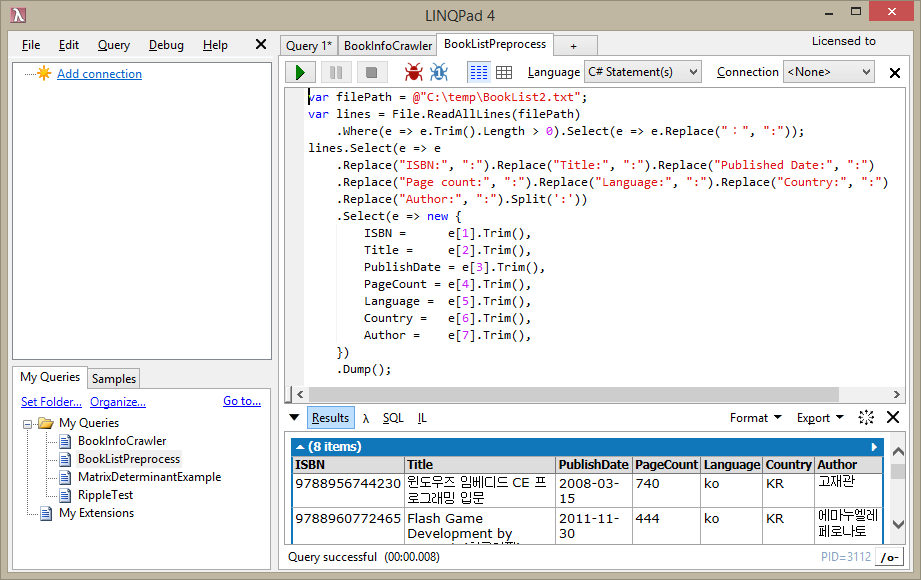 LINQPad 4
File Edit Query Debug Help
Query 1* BookInfoCrawler BookListPreprocess +
Licensed to
Add connection
Language C# Statement(s) Connection <None>
var filePath = @"C:\temp\BookList2.txt";
var lines = File.ReadAllLines(filePath)
.Where(e => e.Trim().Length > 0).Select(e => e.Replace("：", ":"));
lines.Select(e => e
.Replace("ISBN:", ":").Replace("Title:", ":").Replace("Published Date:", ":")
.Replace("Page count:", ":").Replace("Language:", ":").Replace("Country:", ":")
.Replace("Author:", ":").Split(':'))
.Select(e => new {
ISBN = e[1].Trim(),
Title = e[2].Trim(),
PublishDate = e[3].Trim(),
PageCount = e[4].Trim(),
Language = e[5].Trim(),
Country = e[6].Trim(),
Author = e[7].Trim(),
})
.Dump();
My Queries Samples
Set Folder... Organize... Go to...
My Queries
BookInfoCrawler
BookListPreprocess
MatrixDeterminantExample
RippleTest
My Extensions
Results λ SQL IL Format Export
(8 items)
ISBN Title PublishDate PageCount Language Country Author
9788956744230 윈도우즈 임베디드 CE 프 2008-03- 740 ko KR 고재관
로그래밍 입문 15
9788960772465 Flash Game 2011-11- 444 ko KR 에마누엘레
Development by 30 페로나토
Query successful (00:00.008) PID=3112 /o-